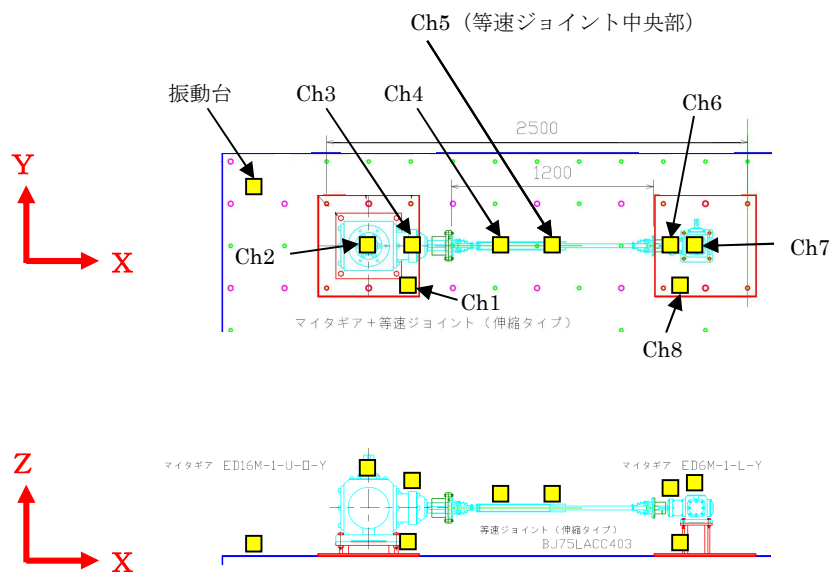 Ch5（等速ジョイント中央部）
振動台
Ch3
Ch4
Ch6
2500
Y
1200
X
Ch2
Ch7
Ch1
マイタギア＋等速ジョイント（伸縮タイプ）
Ch8
Z
マイタギア ED16M-1-U-ロ-Y
マイタギア ED6M-1-L-Y
等速ジョイント（伸縮タイプ）
BJ75LACC403
X